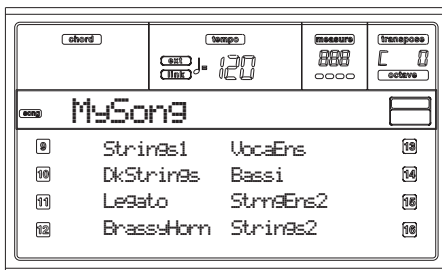 chord tempo measure transpose
ext link ♩= 120 888 [ 0
octave
song MySong
9 Strings1 VocaEns 13
10 DkStrings Bassi 14
11 Legato StrngEns2 15
12 BrassyHorn Strings2 16